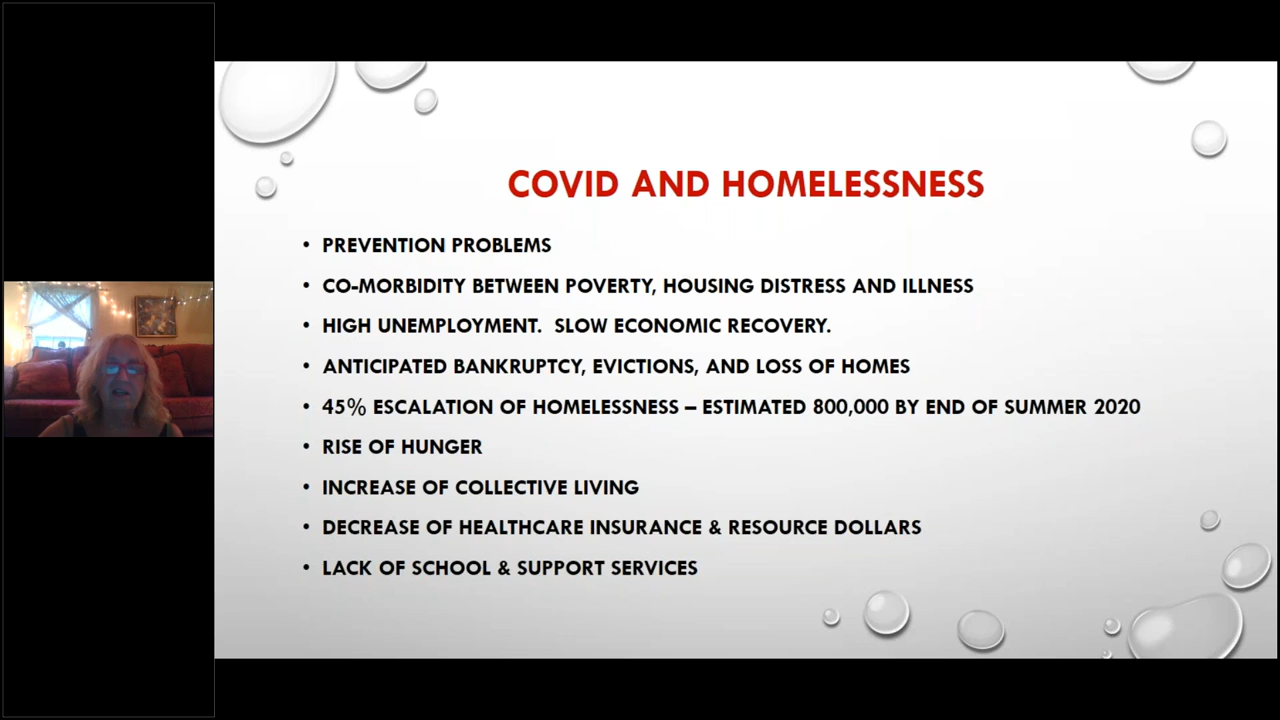 COVID AND HOMELESSNESS
• PREVENTION PROBLEMS
• CO-MORBIDITY BETWEEN POVERTY, HOUSING DISTRESS AND ILLNESS
• HIGH UNEMPLOYMENT.  SLOW ECONOMIC RECOVERY.
• ANTICIPATED BANKRUPTCY, EVICTIONS, AND LOSS OF HOMES
• 45% ESCALATION OF HOMELESSNESS – ESTIMATED 800,000 BY END OF SUMMER 2020
• RISE OF HUNGER
• INCREASE OF COLLECTIVE LIVING
• DECREASE OF HEALTHCARE INSURANCE & RESOURCE DOLLARS
• LACK OF SCHOOL & SUPPORT SERVICES